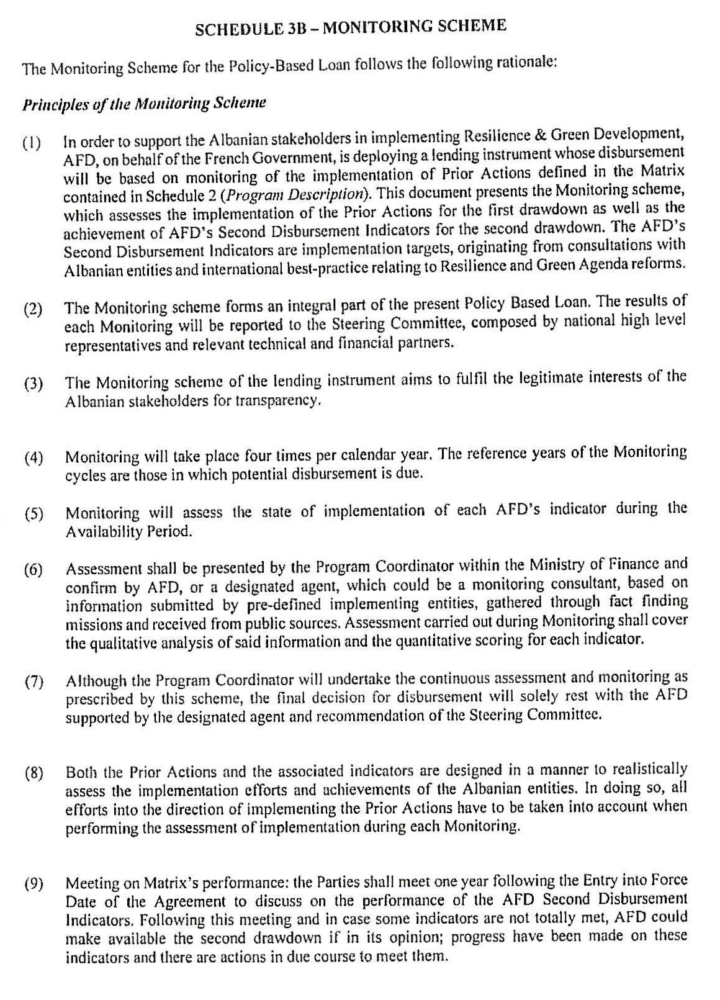 SCHEDULE 3B – MONITORING SCHEME
The Monitoring Scheme for the Policy-Based Loan follows the following rationale:
Principles of the Monitoring Scheme
(1) In order to support the Albanian stakeholders in implementing Resilience & Green Development,
AFD, on behalf of the French Government, is deploying a lending instrument whose disbursement
will be based on monitoring of the implementation of Prior Actions defined in the Matrix
contained in Schedule 2 (Program Description). This document presents the Monitoring scheme,
which assesses the implementation of the Prior Actions for the first drawdown as well as the
achievement of AFD's Second Disbursement Indicators for the second drawdown. The AFD's
Second Disbursement Indicators are implementation targets, originating from consultations with
Albanian entities and international best-practice relating to Resilience and Green Agenda reforms.
(2) The Monitoring scheme forms an integral part of the present Policy Based Loan. The results of
each Monitoring will be reported to the Steering Committee, composed by national high level
representatives and relevant technical and financial partners.
(3) The Monitoring scheme of the lending instrument aims to fulfil the legitimate interests of the
Albanian stakeholders for transparency.
(4) Monitoring will take place four times per calendar year. The reference years of the Monitoring
cycles are those in which potential disbursement is due.
(5) Monitoring will assess the state of implementation of each AFD's indicator during the
Availability Period.
(6) Assessment shall be presented by the Program Coordinator within the Ministry of Finance and
confirm by AFD, or a designated agent, which could be a monitoring consultant, based on
information submitted by pre-defined implementing entities, gathered through fact finding
missions and received from public sources. Assessment carried out during Monitoring shall cover
the qualitative analysis of said information and the quantitative scoring for each indicator.
(7) Although the Program Coordinator will undertake the continuous assessment and monitoring as
prescribed by this scheme, the final decision for disbursement will solely rest with the AFD
supported by the designated agent and recommendation of the Steering Committee.
(8) Both the Prior Actions and the associated indicators are designed in a manner to realistically
assess the implementation efforts and achievements of the Albanian entities. In doing so, all
efforts into the direction of implementing the Prior Actions have to be taken into account when
performing the assessment of implementation during each Monitoring.
(9) Meeting on Matrix's performance: the Parties shall meet one year following the Entry into Force
Date of the Agreement to discuss on the performance of the AFD Second Disbursement
Indicators. Following this meeting and in case some indicators are not totally met, AFD could
make available the second drawdown if in its opinion; progress have been made on these
indicators and there are actions in due course to meet them.